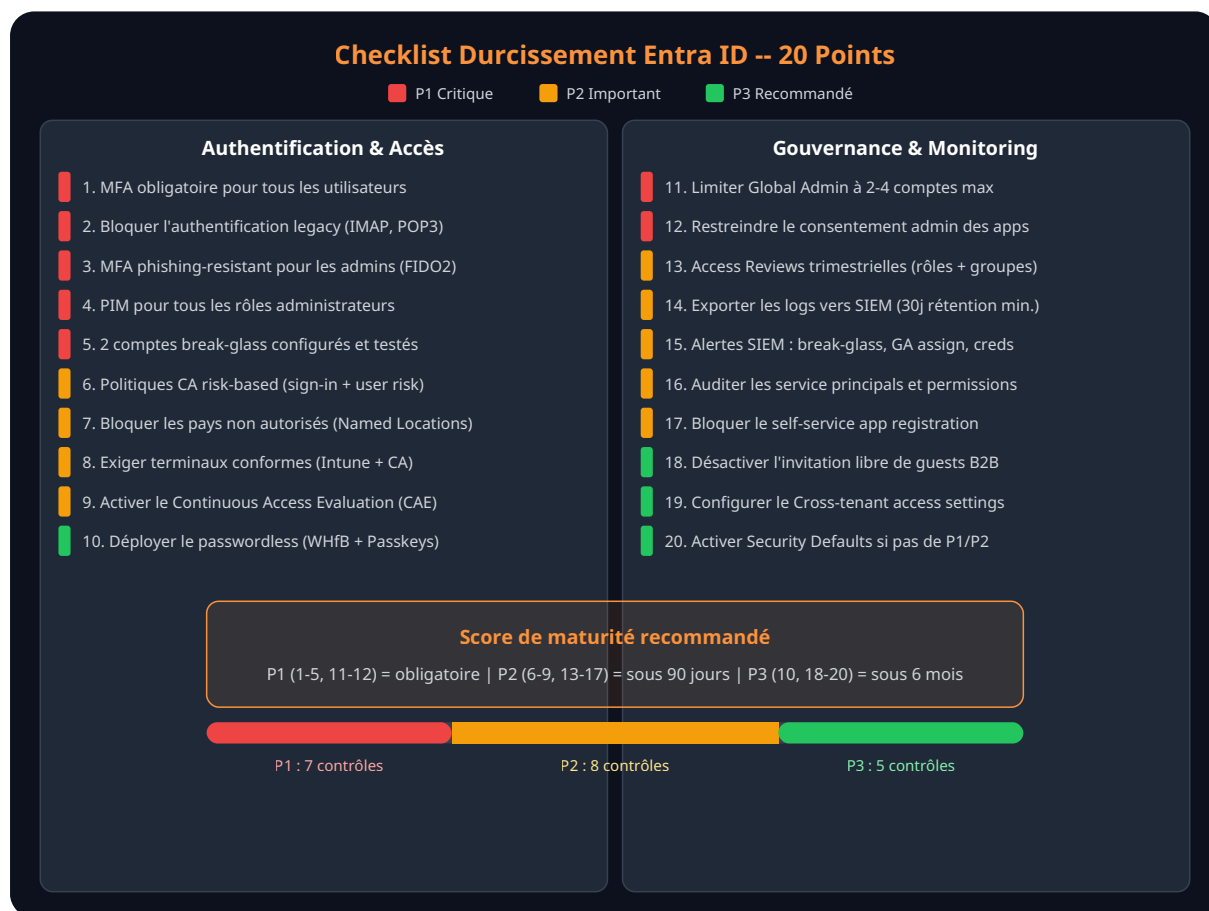 Checklist Durcissement Entra ID -- 20 Points
P1 Critique
P2 Important
P3 Recommandé
Authentification & Accès
1. MFA obligatoire pour tous les utilisateurs
2. Bloquer l'authentification legacy (IMAP, POP3)
3. MFA phishing-resistant pour les admins (FIDO2)
4. PIM pour tous les rôles administrateurs
5. 2 comptes break-glass configurés et testés
6. Politiques CA risk-based (sign-in + user risk)
7. Bloquer les pays non autorisés (Named Locations)
8. Exiger terminaux conformes (Intune + CA)
9. Activer le Continuous Access Evaluation (CAE)
10. Déployer le passwordless (WHfB + Passkeys)
Gouvernance & Monitoring
11. Limiter Global Admin à 2-4 comptes max
12. Restreindre le consentement admin des apps
13. Access Reviews trimestrielles (rôles + groupes)
14. Exporter les logs vers SIEM (30j rétention min.)
15. Alertes SIEM : break-glass, GA assign, creds
16. Auditer les service principals et permissions
17. Bloquer le self-service app registration
18. Désactiver l'invitation libre de guests B2B
19. Configurer le Cross-tenant access settings
20. Activer Security Defaults si pas de P1/P2
Score de maturité recommandé
P1 (1-5, 11-12) = obligatoire | P2 (6-9, 13-17) = sous 90 jours | P3 (10, 18-20) = sous 6 mois
P1 : 7 contrôles
P2 : 8 contrôles
P3 : 5 contrôles